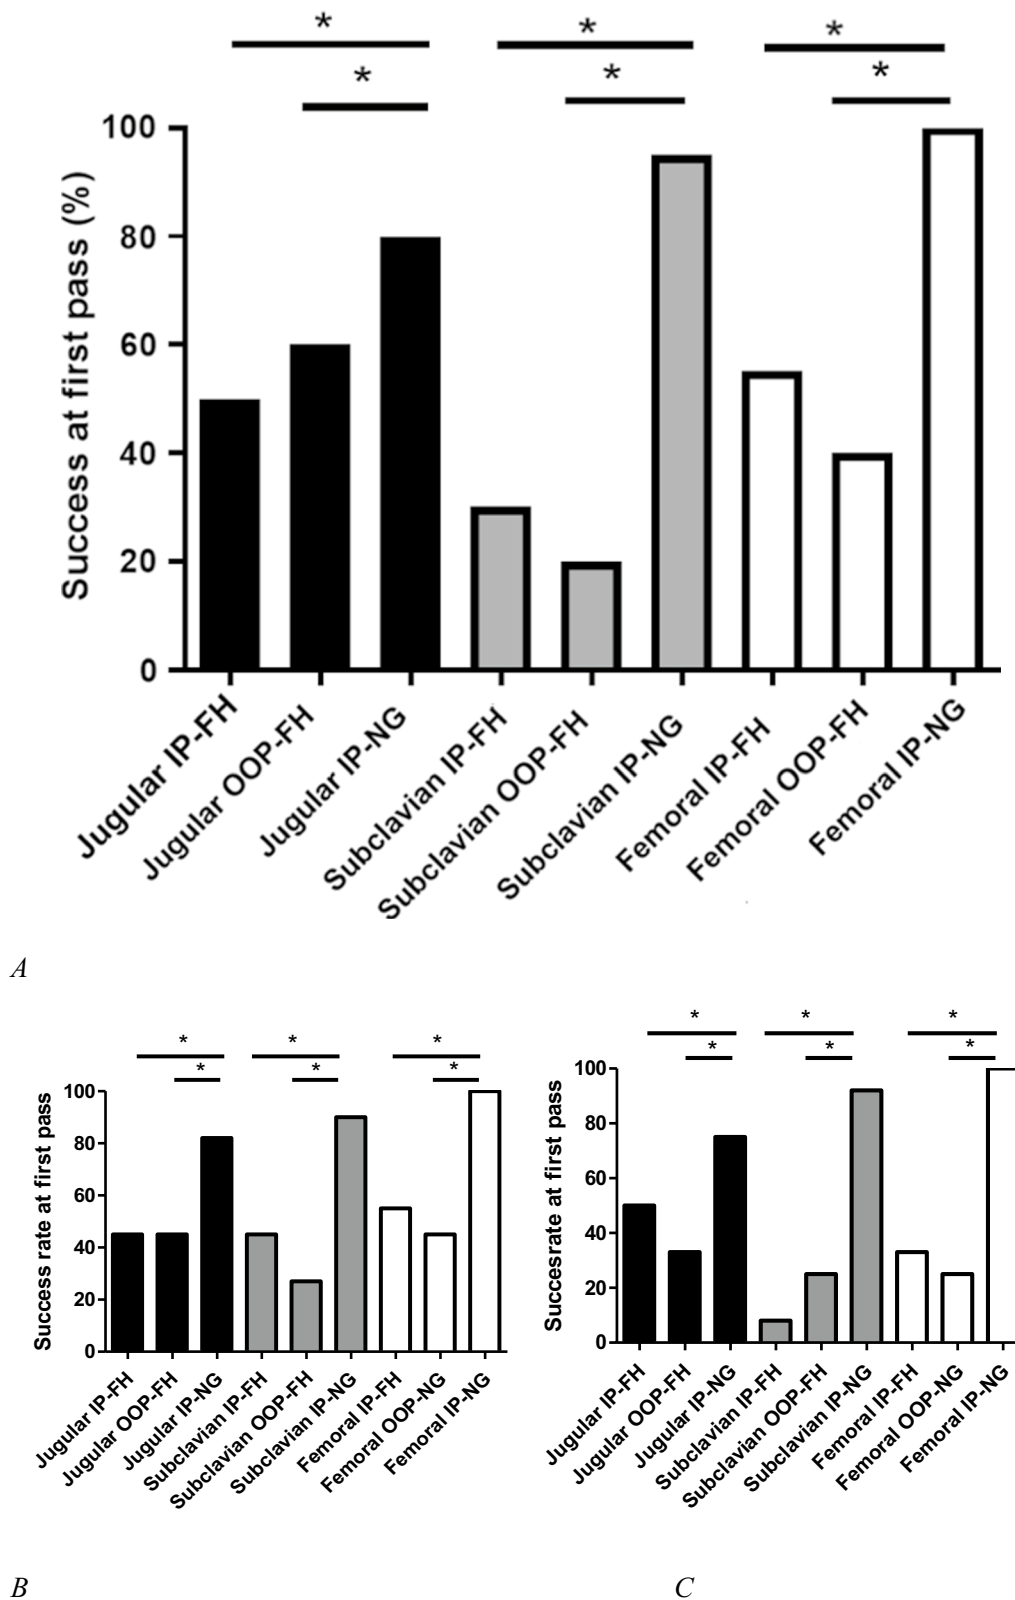 *
*
*
*
*
*
Success at first pass (%)
100
80
60
40
20
0
Jugular IP-FH
Jugular OOP-FH
Jugular IP-NG
Subclavian IP-FH
Subclavian OOP-FH
Subclavian IP-NG
Femoral IP-FH
Femoral OOP-FH
Femoral IP-NG
A
*
*
*
*
*
*
Success rate at first pass
100
80
60
40
20
0
Jugular IP-FH
Jugular OOP-FH
Jugular IP-NG
Subclavian IP-FH
Subclavian OOP-FH
Subclavian IP-NG
Femoral IP-FH
Femoral OOP-NG
Femoral IP-NG
B
*
*
*
*
*
*
Succesrate at first pass
100
80
60
40
20
0
Jugular IP-FH
Jugular OOP-FH
Jugular IP-NG
Subclavian IP-FH
Subclavian OOP-FH
Subclavian IP-NG
Femoral IP-FH
Femoral OOP-NG
Femoral IP-NG
C